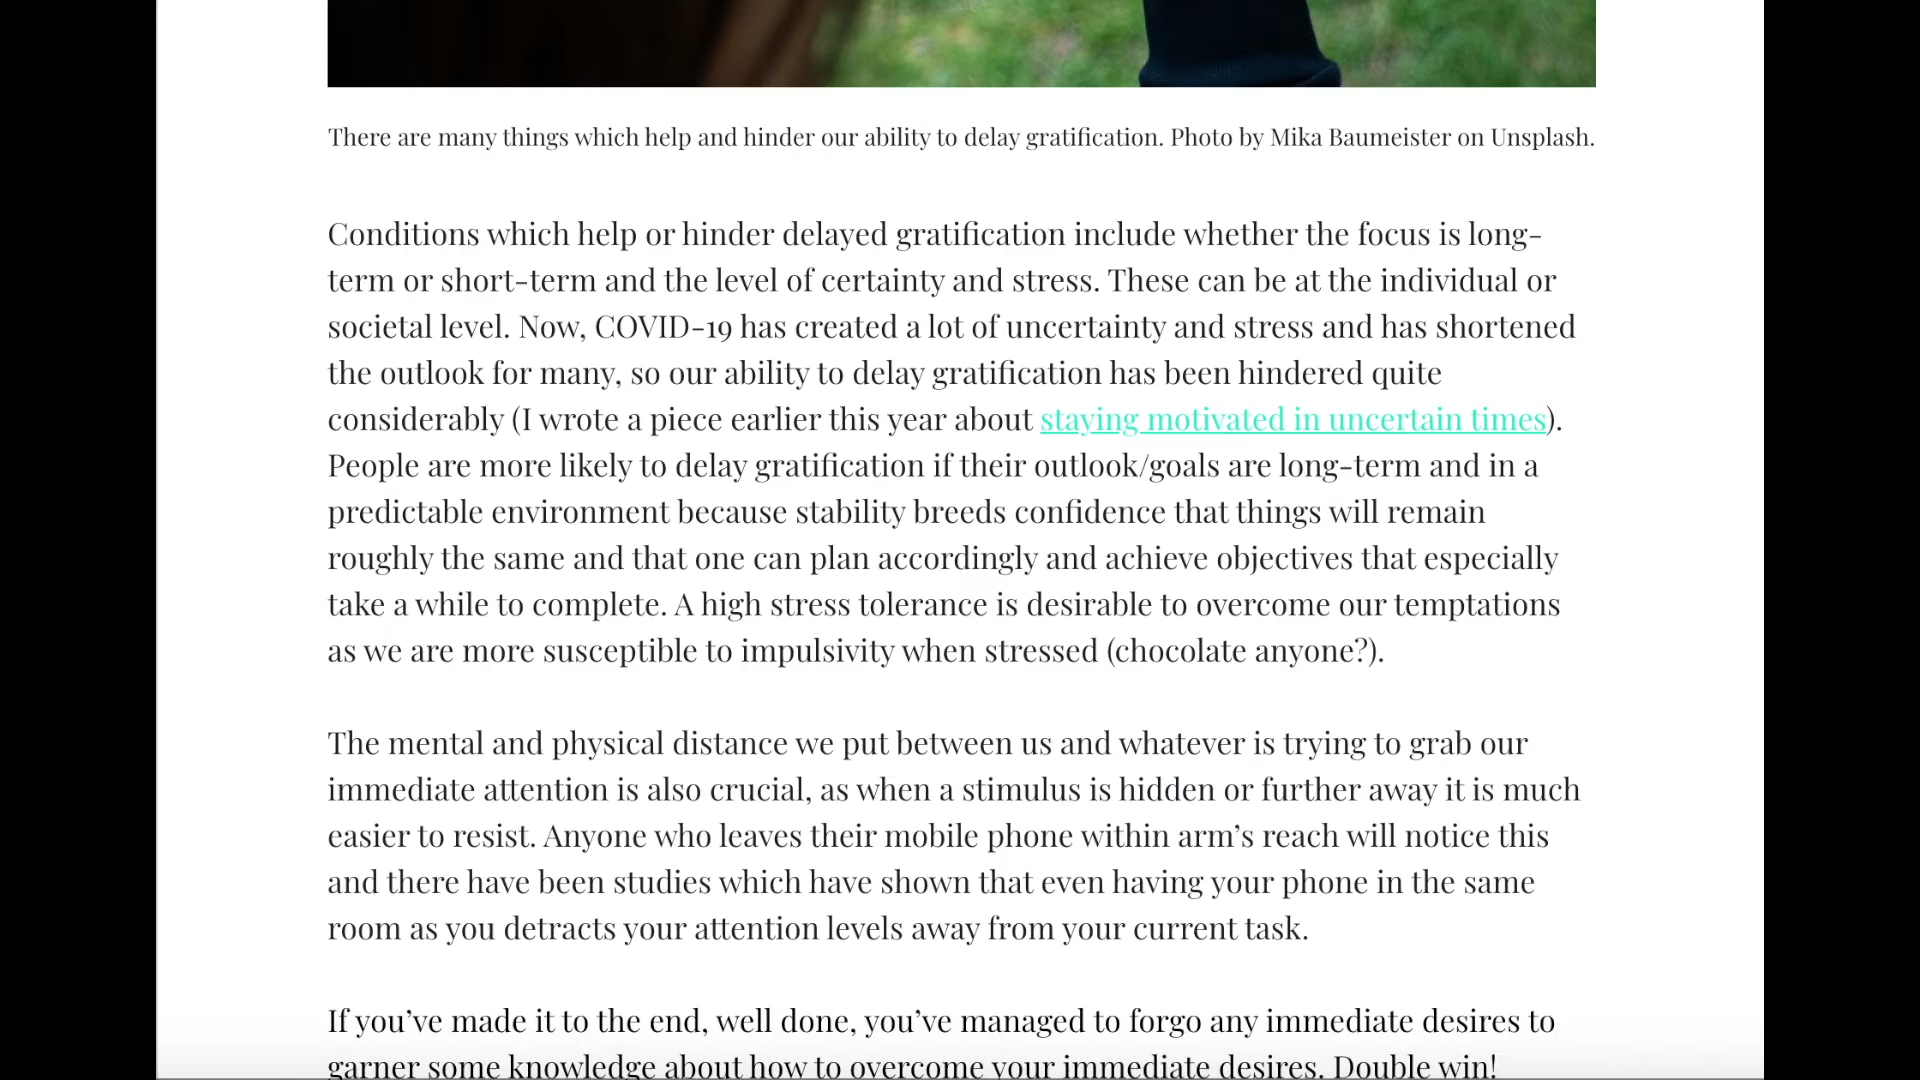 There are many things which help and hinder our ability to delay gratification. Photo by Mika Baumeister on Unsplash.
Conditions which help or hinder delayed gratification include whether the focus is long-
term or short-term and the level of certainty and stress. These can be at the individual or
societal level. Now, COVID-19 has created a lot of uncertainty and stress and has shortened
the outlook for many, so our ability to delay gratification has been hindered quite
considerably (I wrote a piece earlier this year about staying motivated in uncertain times).
People are more likely to delay gratification if their outlook/goals are long-term and in a
predictable environment because stability breeds confidence that things will remain
roughly the same and that one can plan accordingly and achieve objectives that especially
take a while to complete. A high stress tolerance is desirable to overcome our temptations
as we are more susceptible to impulsivity when stressed (chocolate anyone?).
The mental and physical distance we put between us and whatever is trying to grab our
immediate attention is also crucial, as when a stimulus is hidden or further away it is much
easier to resist. Anyone who leaves their mobile phone within arm’s reach will notice this
and there have been studies which have shown that even having your phone in the same
room as you detracts your attention levels away from your current task.
If you’ve made it to the end, well done, you’ve managed to forgo any immediate desires to
garner some knowledge about how to overcome your immediate desires. Double win!